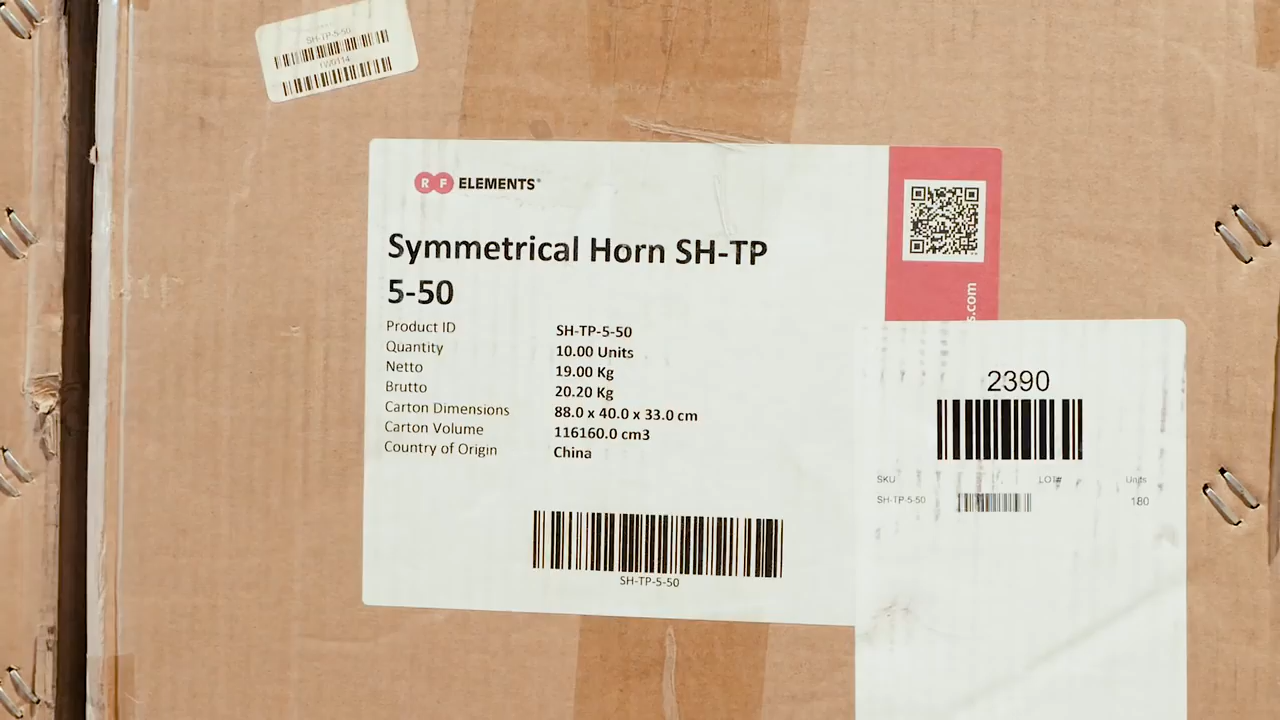 SH-TP-5-50
RF ELEMENTS
Symmetrical Horn SH-TP
5-50
Product ID SH-TP-5-50
Quantity 10.00 Units
Netto 19.00 Kg
Brutto 20.20 Kg
Carton Dimensions 88.0 x 40.0 x 33.0 cm
Carton Volume 116160.0 cm3
Country of Origin China
SH-TP-5-50
s.com
2390
SKU LOT# Units
SH-TP-5-50 180